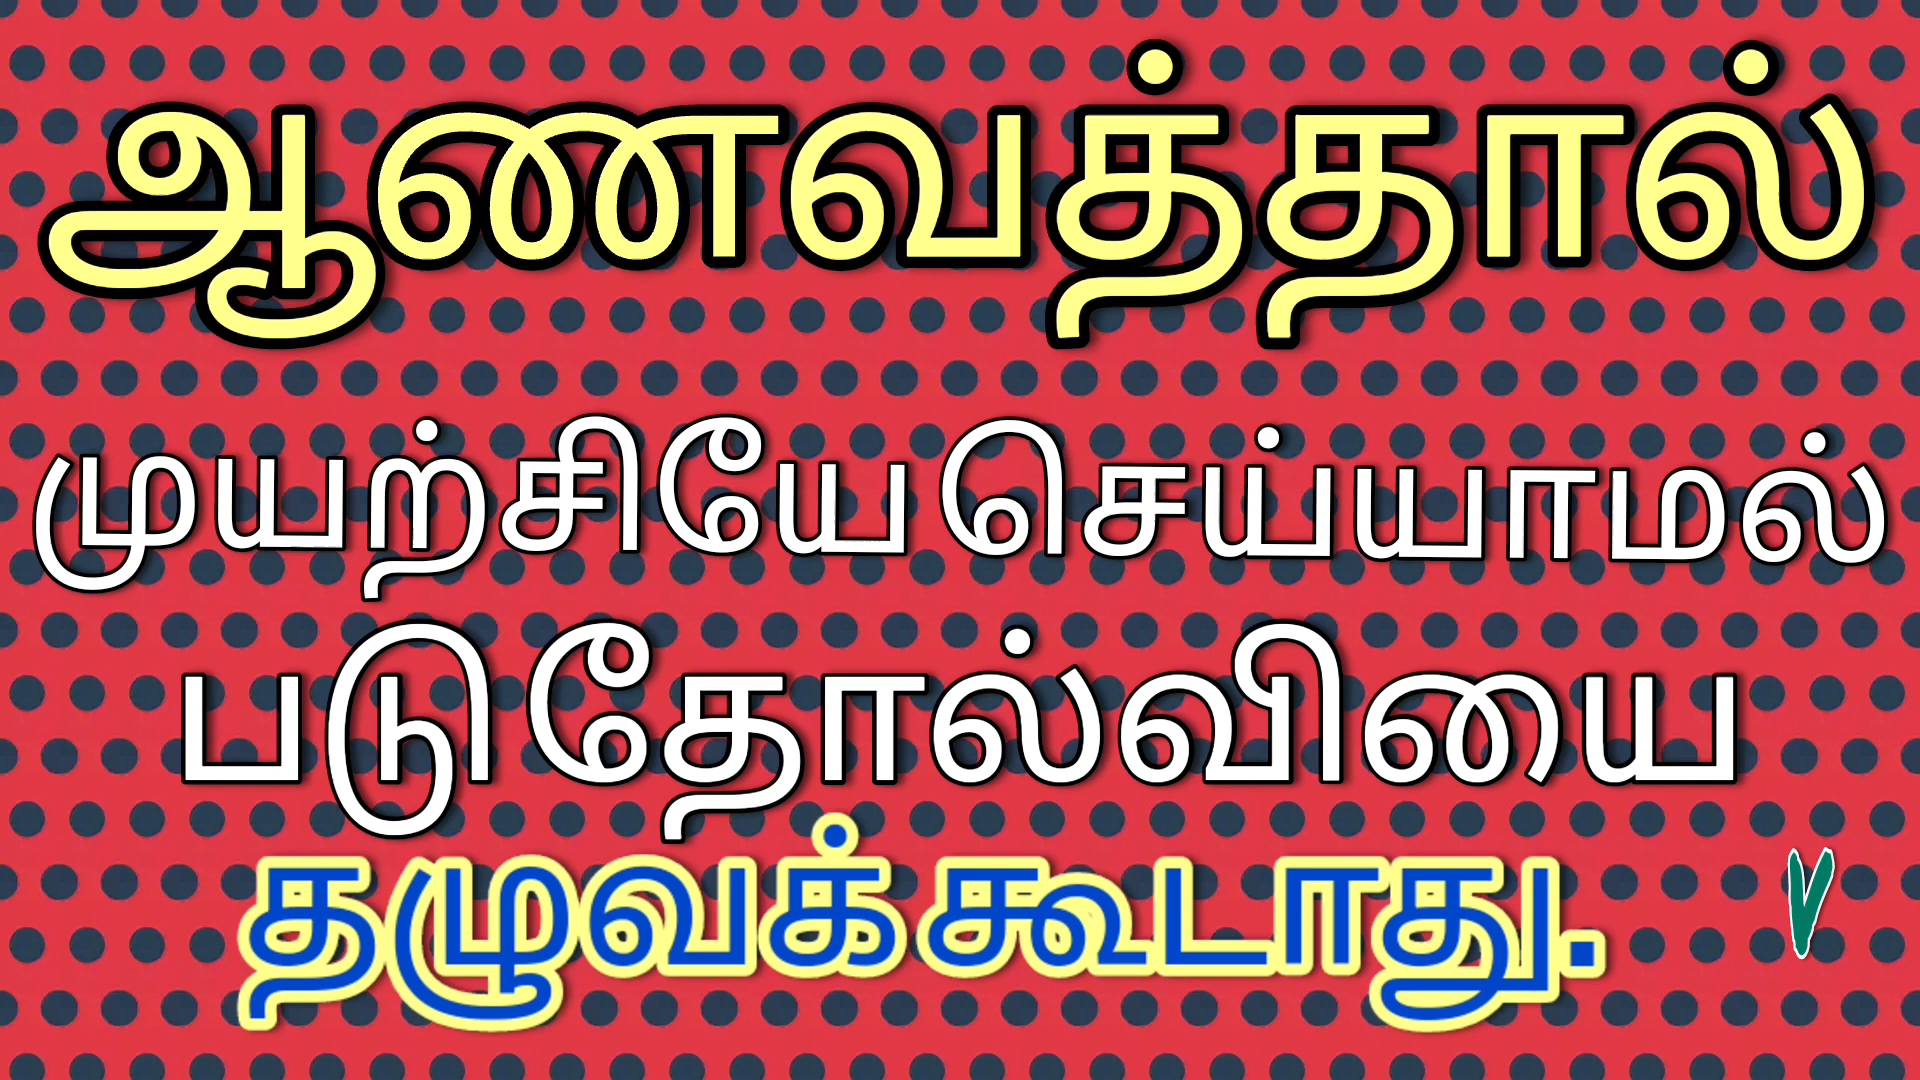 ஆணவத்தால்
முயற்சியே செய்யாமல்
படுதோல்வியை
தழுவக்கூடாது.
V